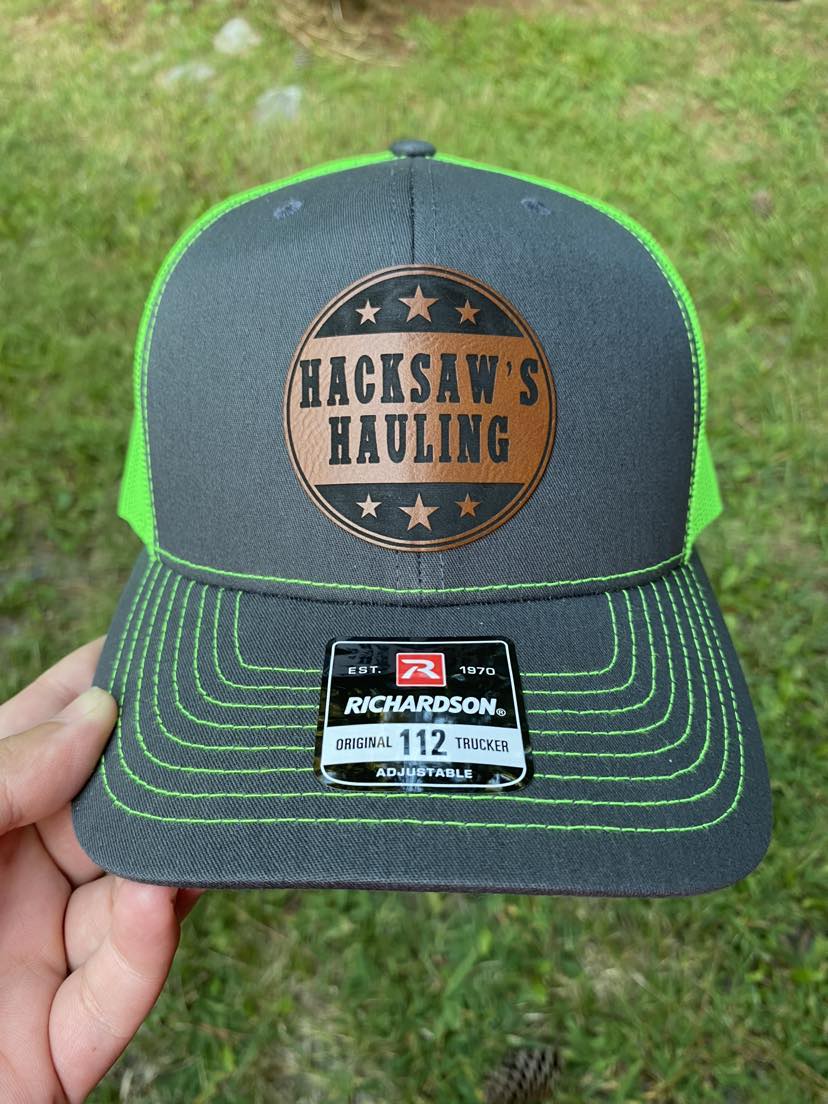 HACKSAW'S
HAULING
EST. R 1970
RICHARDSON®
ORIGINAL 112 TRUCKER
ADJUSTABLE